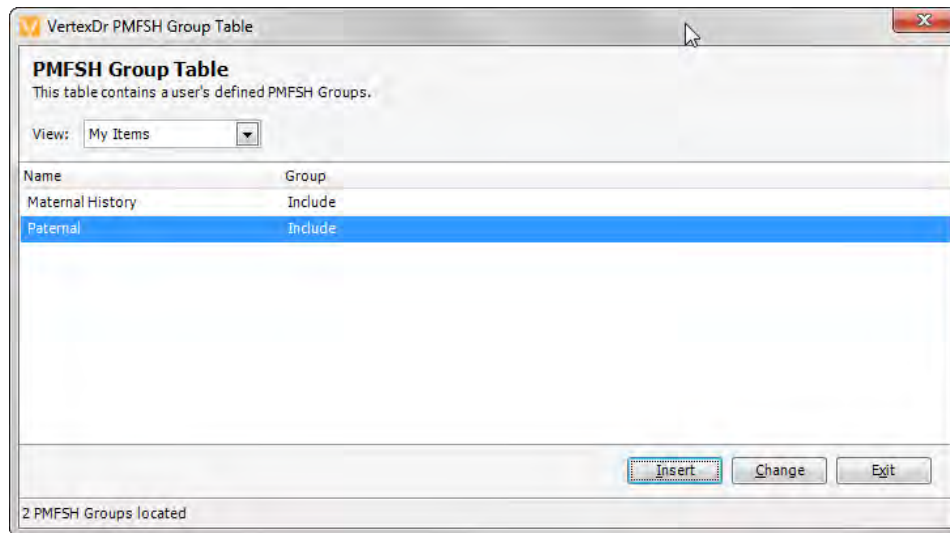 VertexDr PMFSH Group Table
PMFSH Group Table
This table contains a user's defined PMFSH Groups.
View: My Items
Name Group
Maternal History Include
Paternal Include
Insert Change Exit
2 PMFSH Groups located